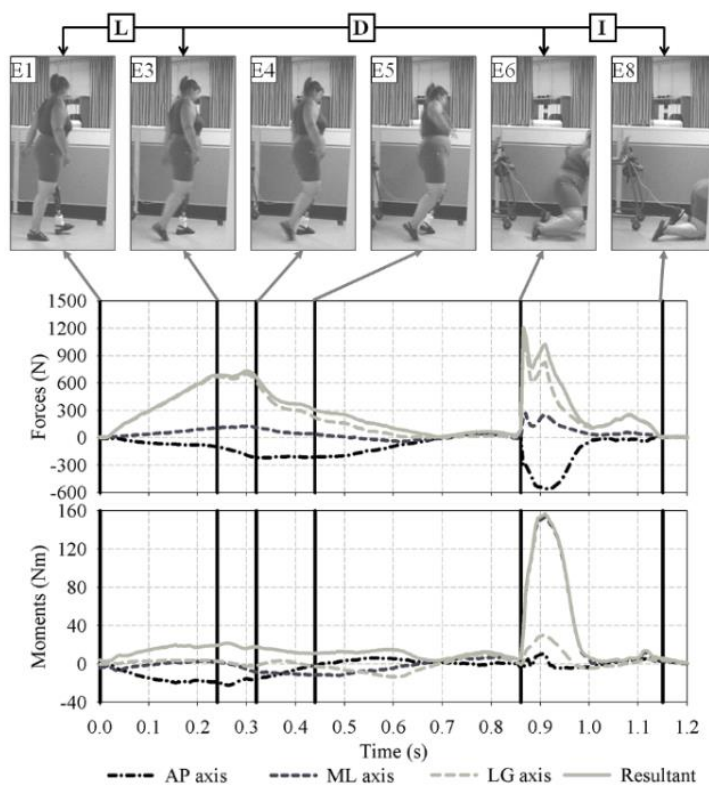 L D I
E1 E3 E4 E5 E6 E8
1500
1200
900
600
300
0
-300
-600
Forces (N)
160
120
80
40
0
-40
Moments (Nm)
0.0 0.1 0.2 0.3 0.4 0.5 0.6 0.7 0.8 0.9 1.0 1.1 1.2
Time (s)
AP axis ML axis LG axis Resultant